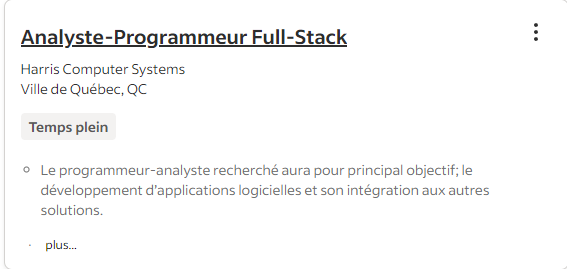 Analyste-Programmeur Full-Stack
Harris Computer Systems
Ville de Québec, QC
Temps plein
Le programmeur-analyste recherché aura pour principal objectif; le
développement d'applications logicielles et son intégration aux autres
solutions.
plus...